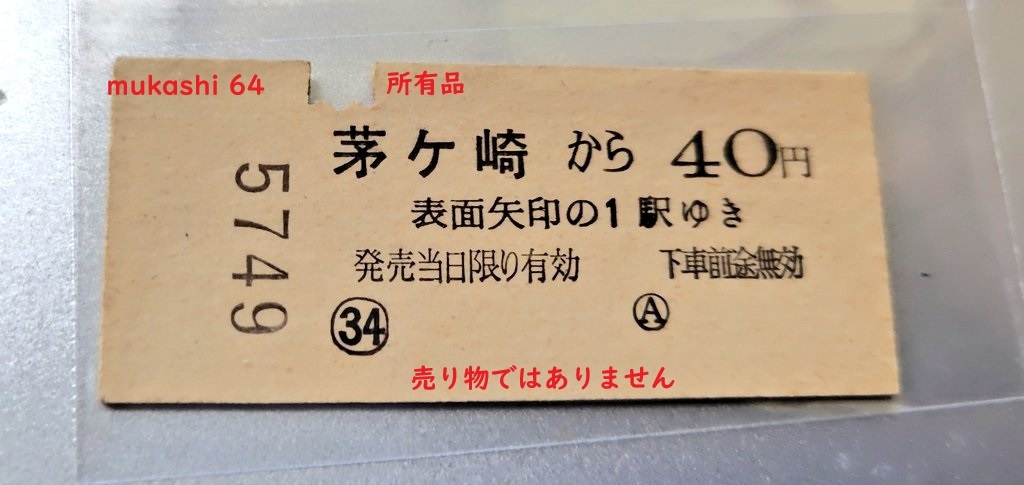 mukashi 64 所有品
茅ケ崎 から 40円
表面矢印の1駅ゆき
発売当日限り有効 下車前途無効
㉞ Ⓐ
5749
売り物ではありません